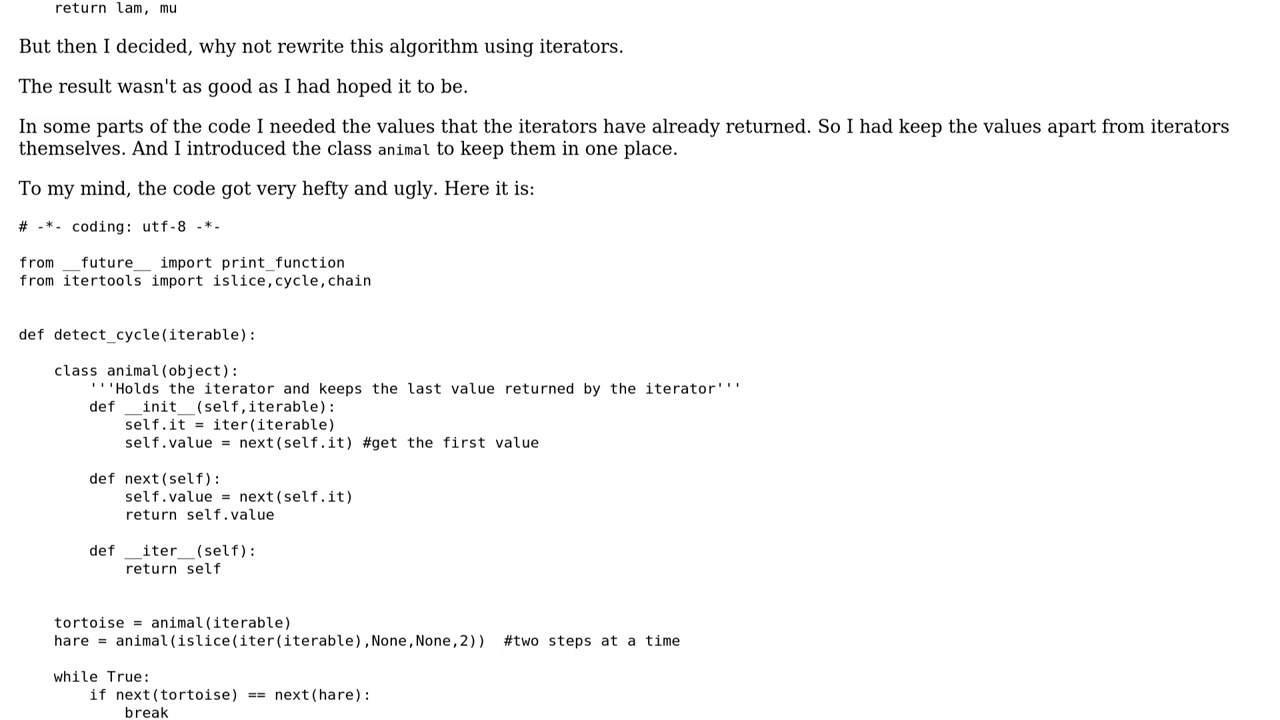 return lam, mu
But then I decided, why not rewrite this algorithm using iterators.
The result wasn't as good as I had hoped it to be.
In some parts of the code I needed the values that the iterators have already returned. So I had keep the values apart from iterators
themselves. And I introduced the class animal to keep them in one place.
To my mind, the code got very hefty and ugly. Here it is:
# -*- coding: utf-8 -*-

from __future__ import print_function
from itertools import islice,cycle,chain


def detect_cycle(iterable):

    class animal(object):
        '''Holds the iterator and keeps the last value returned by the iterator'''
        def __init__(self,iterable):
            self.it = iter(iterable)
            self.value = next(self.it) #get the first value

        def next(self):
            self.value = next(self.it)
            return self.value

        def __iter__(self):
            return self


    tortoise = animal(iterable)
    hare = animal(islice(iter(iterable),None,None,2))  #two steps at a time

    while True:
        if next(tortoise) == next(hare):
            break